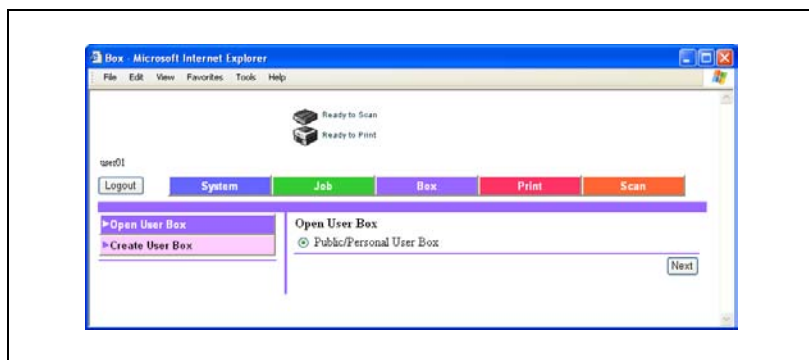 Box - Microsoft Internet Explorer
File Edit View Favorites Tools Help
Ready to Scan
Ready to Print
user01
Logout System Job Box Print Scan
Open User Box
Create User Box
Open User Box
Public/Personal User Box
Next